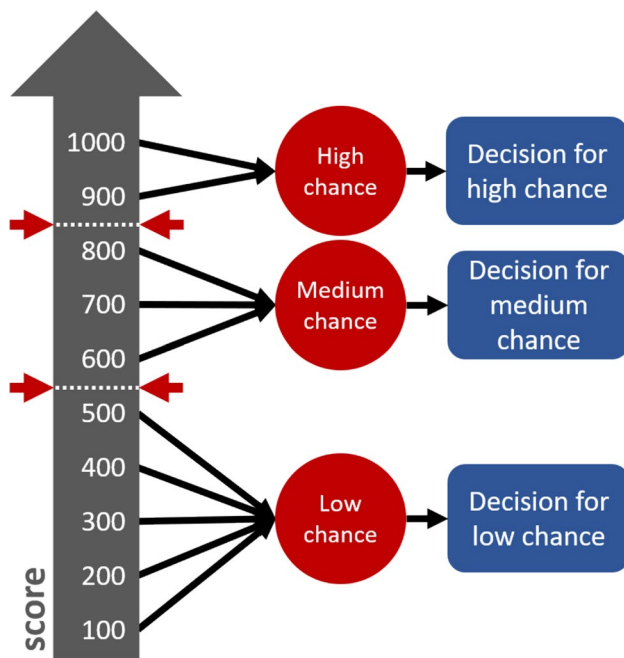 1000
900
800
700
600
500
400
300
200
100
score
High
chance
Decision for
high chance
Medium
chance
Decision for
medium
chance
Low
chance
Decision for
low chance